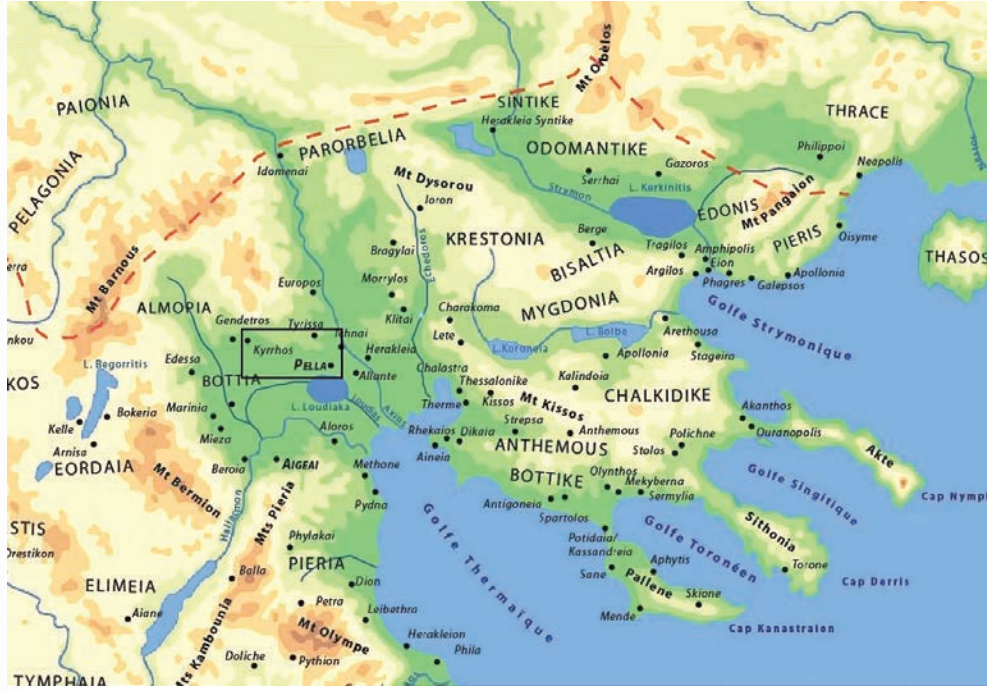 Mt Orbèlos
PAIONIA
SINTIKE
Herakleia Syntike
THRACE
PARORBELIA
ODOMANTIKE
Philippoi
Idomenai
Gazoros
Neapolis
Serrhai
Mt Dysorou
Strymon
L. Kerkinitis
PELAGONIA
Ioron
EDONIS
Mt Pangaion
PIERIS
Oisyme
Bragylai
Echedoros
KRESTONIA
Berge
BISALTIA
Tragilos
Amphipolis
Eion
THASOS
Mt Barnous
Argilos
Phagres
Galepsos
Apollonia
Europos
Morrylos
ALMOPIA
Klitai
Charakoma
MYGDONIA
Golfe Strymonique
Gendetros
Tyrissa
Ichnai
Lete
L. Bolbe
Arethousa
Kyrrhos
Herakleia
L. Koroneia
Apollonia
Stageira
Edessa
PELLA
Allante
Chalastra
L. Begorritis
BOTTIA
Thessalonike
Kalindoia
CHALKIDIKE
L. Loudiaka
Loudias
Axios
Therme
Kissos
Mt Kissos
Akanthos
Bokeria
Marinia
Kelle
Mieza
Aloros
Rhekaios
Dikaia
Strepsa
Anthemous
Polichne
Ouranopolis
Arnisa
Aineia
ANTHEMOUS
Stolos
Akte
EORDAIA
Beroia
AIGEAI
Methone
BOTTIKE
Olynthos
Mekyberna
Golfe Singitique
Mt Bermion
Pydna
Antigoneia
Sermylia
Cap Nymph
Haliakmon
Mts Pieria
Golfe Thermaïque
Spartolos
Golfe Toronéen
Sithonia
Phylakai
Potidaia/
Kassandreia
PIERIA
Aphytis
ELIMEIA
Balla
Dion
Sane
Pallene
Torone
Cap Derris
Aiane
Petra
Leibethra
Mende
Skione
Cap Kanastraion
Mts Kambounia
Mt Olympe
Herakleion
Doliche
Pythion
Phila
TYMPHAIA